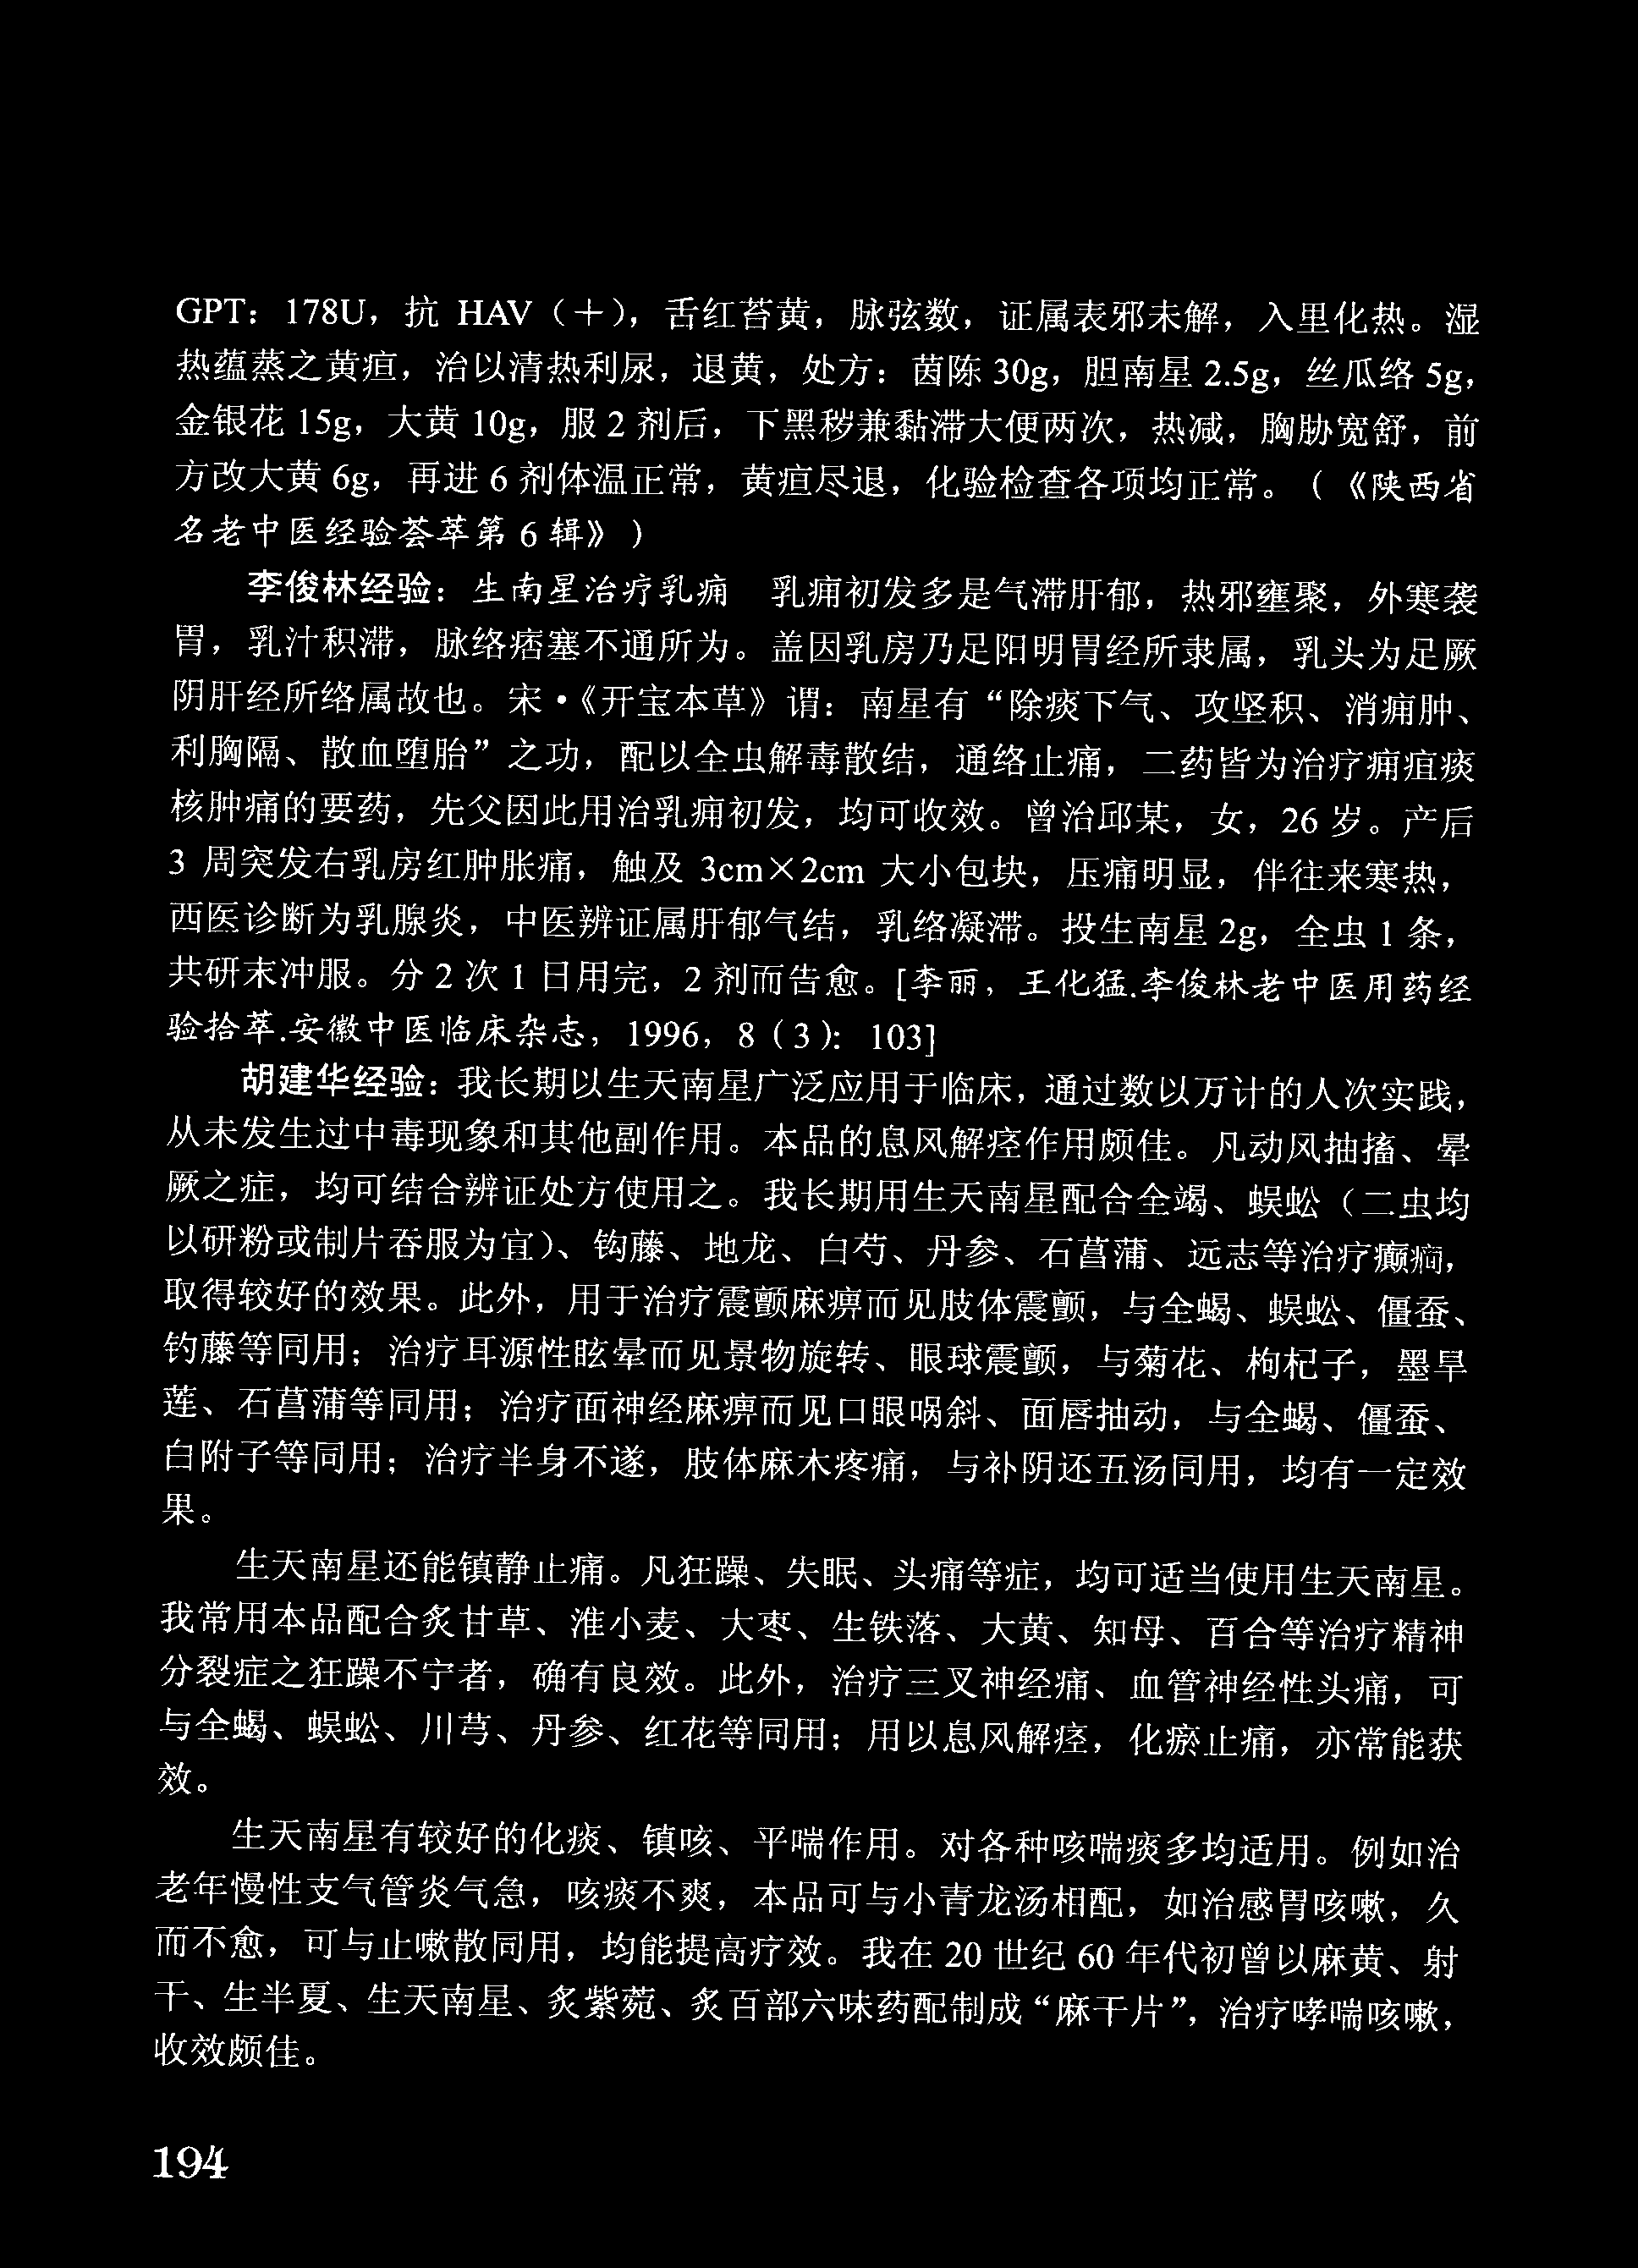 GPT：178U，抗 HAV（＋），舌红苔黄，脉弦数，证属表邪未解，入里化热。湿
热蕴蒸之黄疸，治以清热利尿，退黄，处方：茵陈 30g，胆南星 2.5g，丝瓜络 5g，
金银花 15g，大黄 10g，服 2 剂后，下黑秽兼黏滞大便两次，热减，胸胁宽舒，前
方改大黄 6g，再进 6 剂体温正常，黄疸尽退，化验检查各项均正常。（《陕西省
名老中医经验荟萃第 6 辑》）
李俊林经验：生南星治疗乳痈　乳痈初发多是气滞肝郁，热邪壅聚，外寒袭
胃，乳汁积滞，脉络痞塞不通所为。盖因乳房乃足阳明胃经所隶属，乳头为足厥
阴肝经所络属故也。宋·《开宝本草》谓：南星有“除痰下气、攻坚积、消痈肿、
利胸隔、散血堕胎”之功，配以全虫解毒散结，通络止痛，二药皆为治疗痈疽痰
核肿痛的要药，先父因此用治乳痈初发，均可收效。曾治邱某，女，26 岁。产后
3 周突发右乳房红肿胀痛，触及 3cm×2cm 大小包块，压痛明显，伴往来寒热，
西医诊断为乳腺炎，中医辨证属肝郁气结，乳络凝滞。投生南星 2g，全虫 1 条，
共研末冲服。分 2 次 1 日用完，2 剂而告愈。[李丽，王化猛.李俊林老中医用药经
验拾萃.安徽中医临床杂志，1996，8（3）：103]
胡建华经验：我长期以生天南星广泛应用于临床，通过数以万计的人次实践，
从未发生过中毒现象和其他副作用。本品的息风解痉作用颇佳。凡动风抽搐、晕
厥之症，均可结合辨证处方使用之。我长期用生天南星配合全竭、蜈蚣（二虫均
以研粉或制片吞服为宜）、钩藤、地龙、白芍、丹参、石菖蒲、远志等治疗癫痫，
取得较好的效果。此外，用于治疗震颤麻痹而见肢体震颤，与全蝎、蜈蚣、僵蚕、
钓藤等同用；治疗耳源性眩晕而见景物旋转、眼球震颤，与菊花、枸杞子，墨旱
莲、石菖蒲等同用；治疗面神经麻痹而见口眼㖞斜、面唇抽动，与全蝎、僵蚕、
白附子等同用；治疗半身不遂，肢体麻木疼痛，与补阴还五汤同用，均有一定效
果。
生天南星还能镇静止痛。凡狂躁、失眠、头痛等症，均可适当使用生天南星。
我常用本品配合炙甘草、淮小麦、大枣、生铁落、大黄、知母、百合等治疗精神
分裂症之狂躁不宁者，确有良效。此外，治疗三叉神经痛、血管神经性头痛，可
与全蝎、蜈蚣、川芎、丹参、红花等同用；用以息风解痉，化瘀止痛，亦常能获
效。
生天南星有较好的化痰、镇咳、平喘作用。对各种咳喘痰多均适用。例如治
老年慢性支气管炎气急，咳痰不爽，本品可与小青龙汤相配，如治感冒咳嗽，久
而不愈，可与止嗽散同用，均能提高疗效。我在 20 世纪 60 年代初曾以麻黄、射
干、生半夏、生天南星、炙紫菀、炙百部六味药配制成“麻干片”，治疗哮喘咳嗽，
收效颇佳。
194